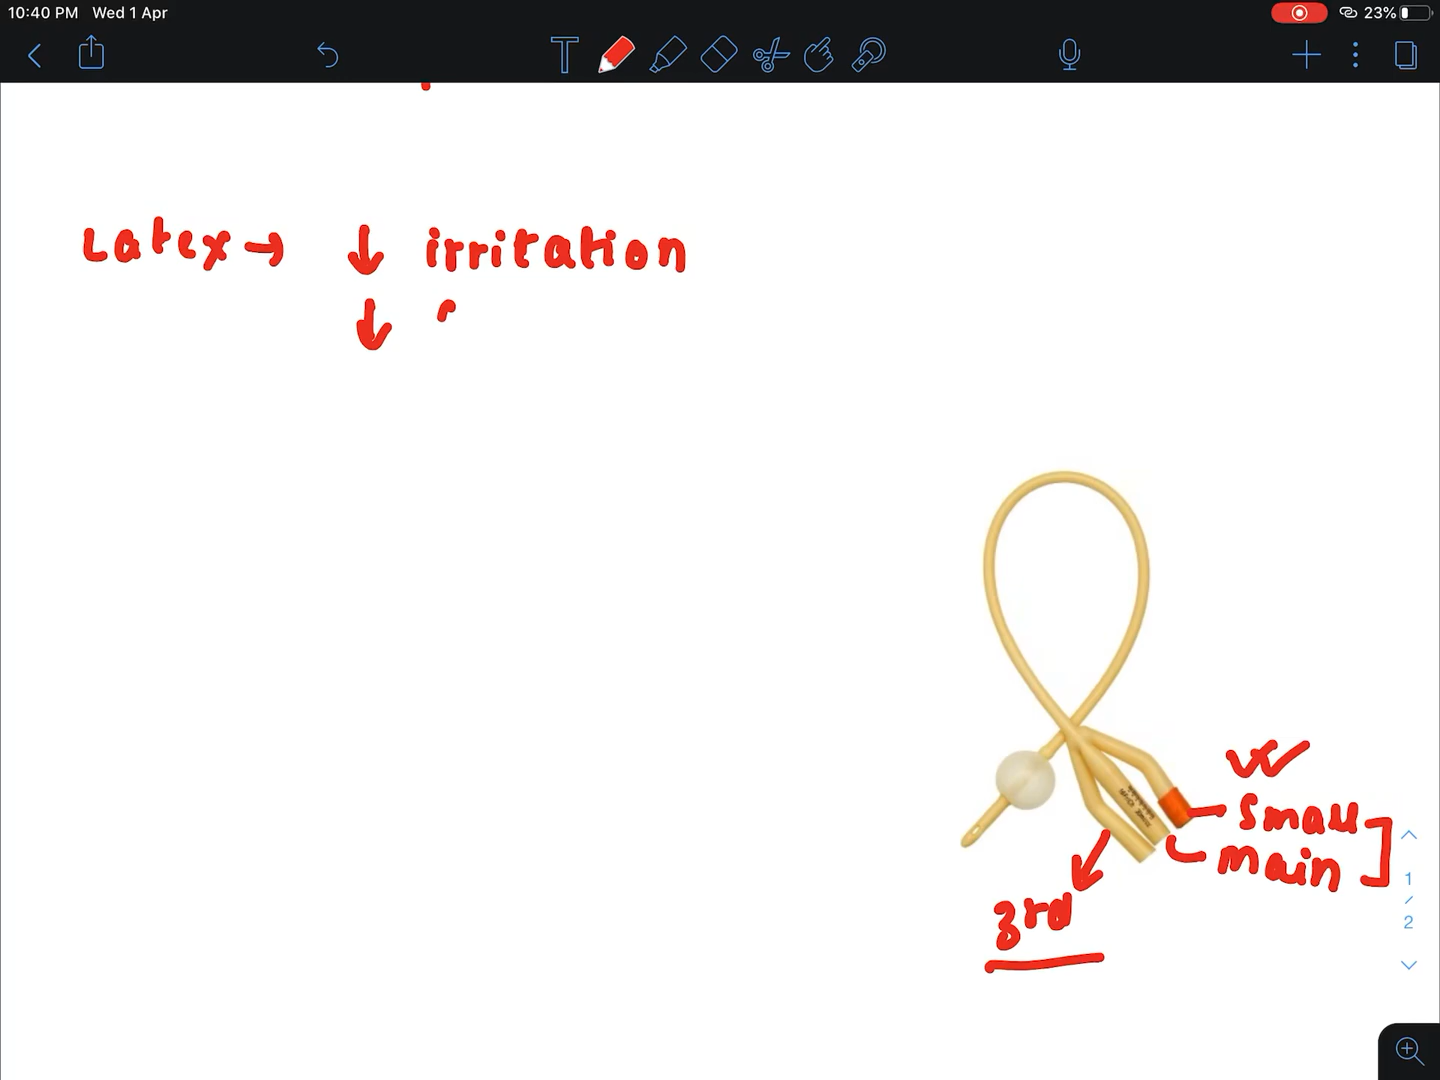 10:40 PM Wed 1 Apr
23%
T
Latex → ↓ irritation
↓
small
main
3rd
1
/
2